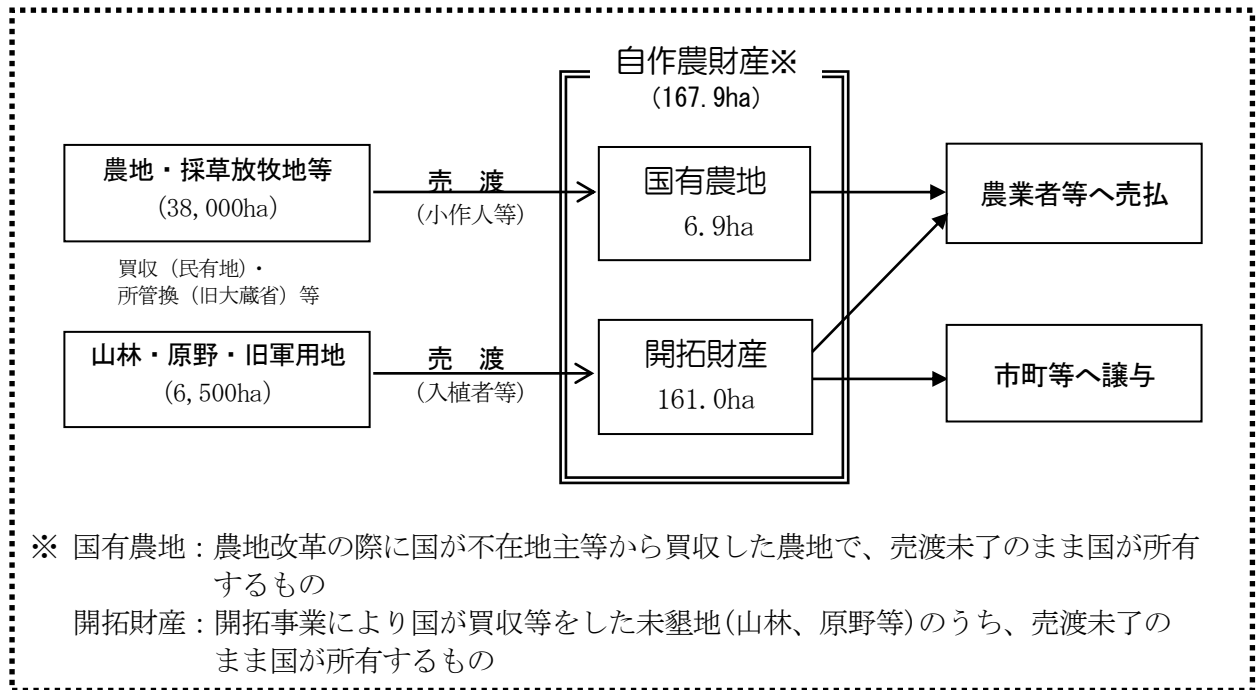 自作農財産※
(167.9ha)
農地・採草放牧地等
(38,000ha)
売 渡
(小作人等)
国有農地
6.9ha
農業者等へ売払
買収（民有地）・
所管換（旧大蔵省）等
山林・原野・旧軍用地
(6,500ha)
売 渡
(入植者等)
開拓財産
161.0ha
市町等へ譲与
※ 国有農地：農地改革の際に国が不在地主等から買収した農地で、売渡未了のまま国が所有
するもの
開拓財産：開拓事業により国が買収等をした未墾地(山林、原野等)のうち、売渡未了の
まま国が所有するもの